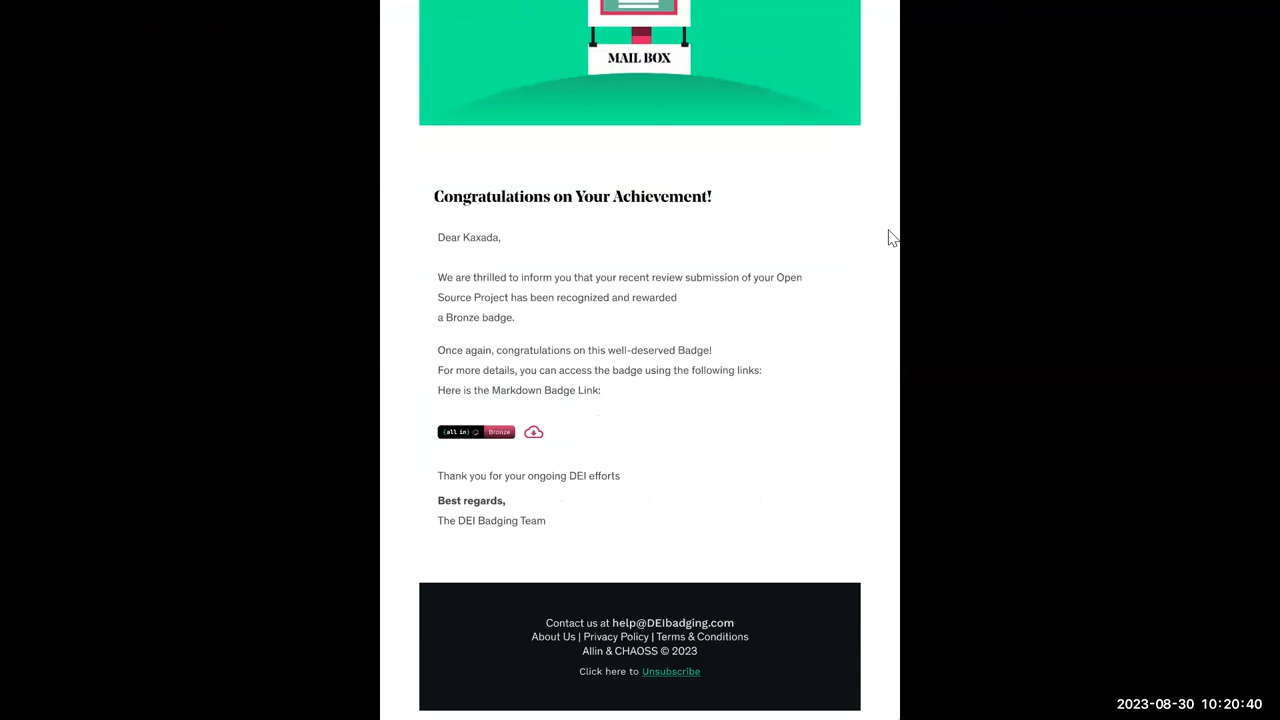 MAIL BOX
Congratulations on Your Achievement!
Dear Kaxada,
We are thrilled to inform you that your recent review submission of your Open
Source Project has been recognized and rewarded
a Bronze badge.
Once again, congratulations on this well-deserved Badge!
For more details, you can access the badge using the following links:
Here is the Markdown Badge Link:
{all in} Bronze
Thank you for your ongoing DEI efforts
Best regards,
The DEI Badging Team
Contact us at help@DEIbadging.com
About Us | Privacy Policy | Terms & Conditions
Allin & CHAOSS © 2023
Click here to Unsubscribe
2023-08-30 10:20:40